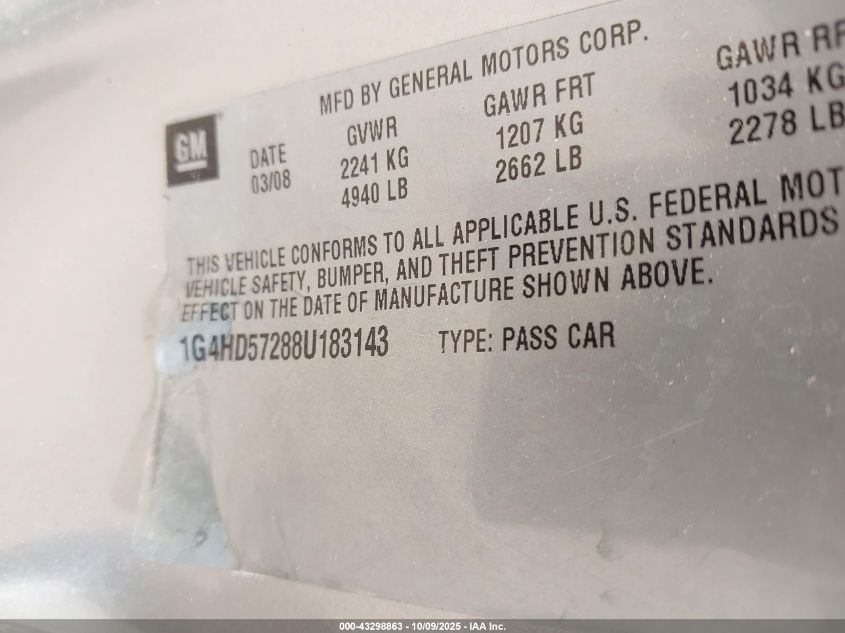 MFD BY GENERAL MOTORS CORP.
GM
DATE GVWR GAWR FRT GAWR RR
03/08 2241 KG 1207 KG 1034 KG
4940 LB 2662 LB 2278 LB
THIS VEHICLE CONFORMS TO ALL APPLICABLE U.S. FEDERAL MOT
VEHICLE SAFETY, BUMPER, AND THEFT PREVENTION STANDARDS
EFFECT ON THE DATE OF MANUFACTURE SHOWN ABOVE.
1G4HD57288U183143 TYPE: PASS CAR
000-43298863 - 10/09/2025 - IAA Inc.